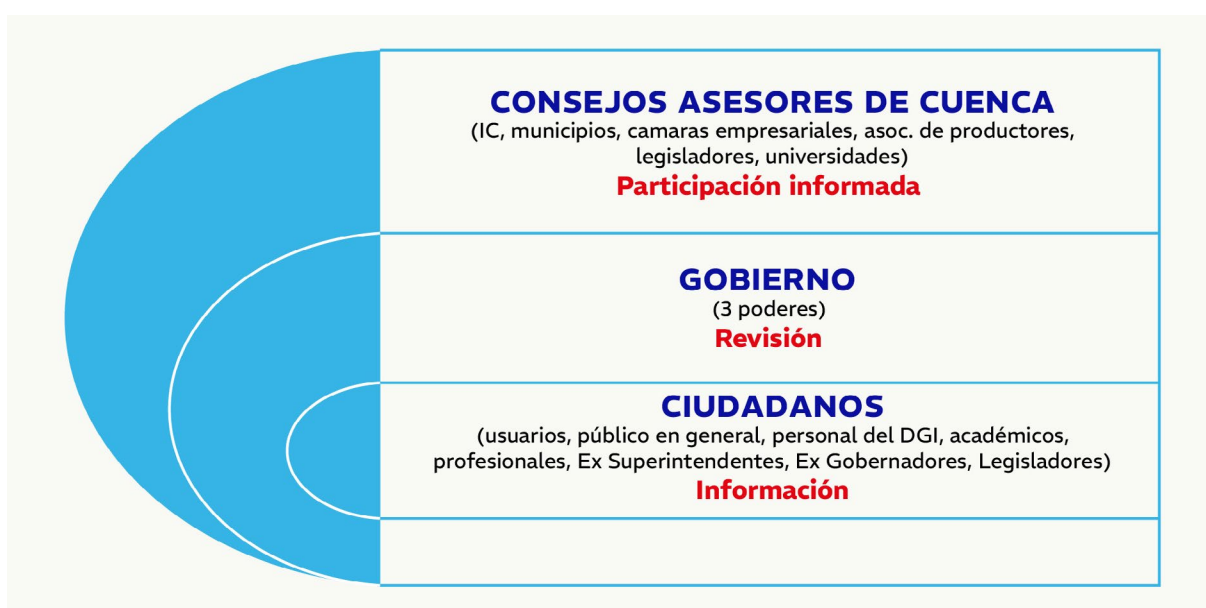 CONSEJOS ASESORES DE CUENCA
(IC, municipios, camaras empresariales, asoc. de productores,
legisladores, universidades)
Participación informada
GOBIERNO
(3 poderes)
Revisión
CIUDADANOS
(usuarios, público en general, personal del DGI, académicos,
profesionales, Ex Superintendentes, Ex Gobernadores, Legisladores)
Información